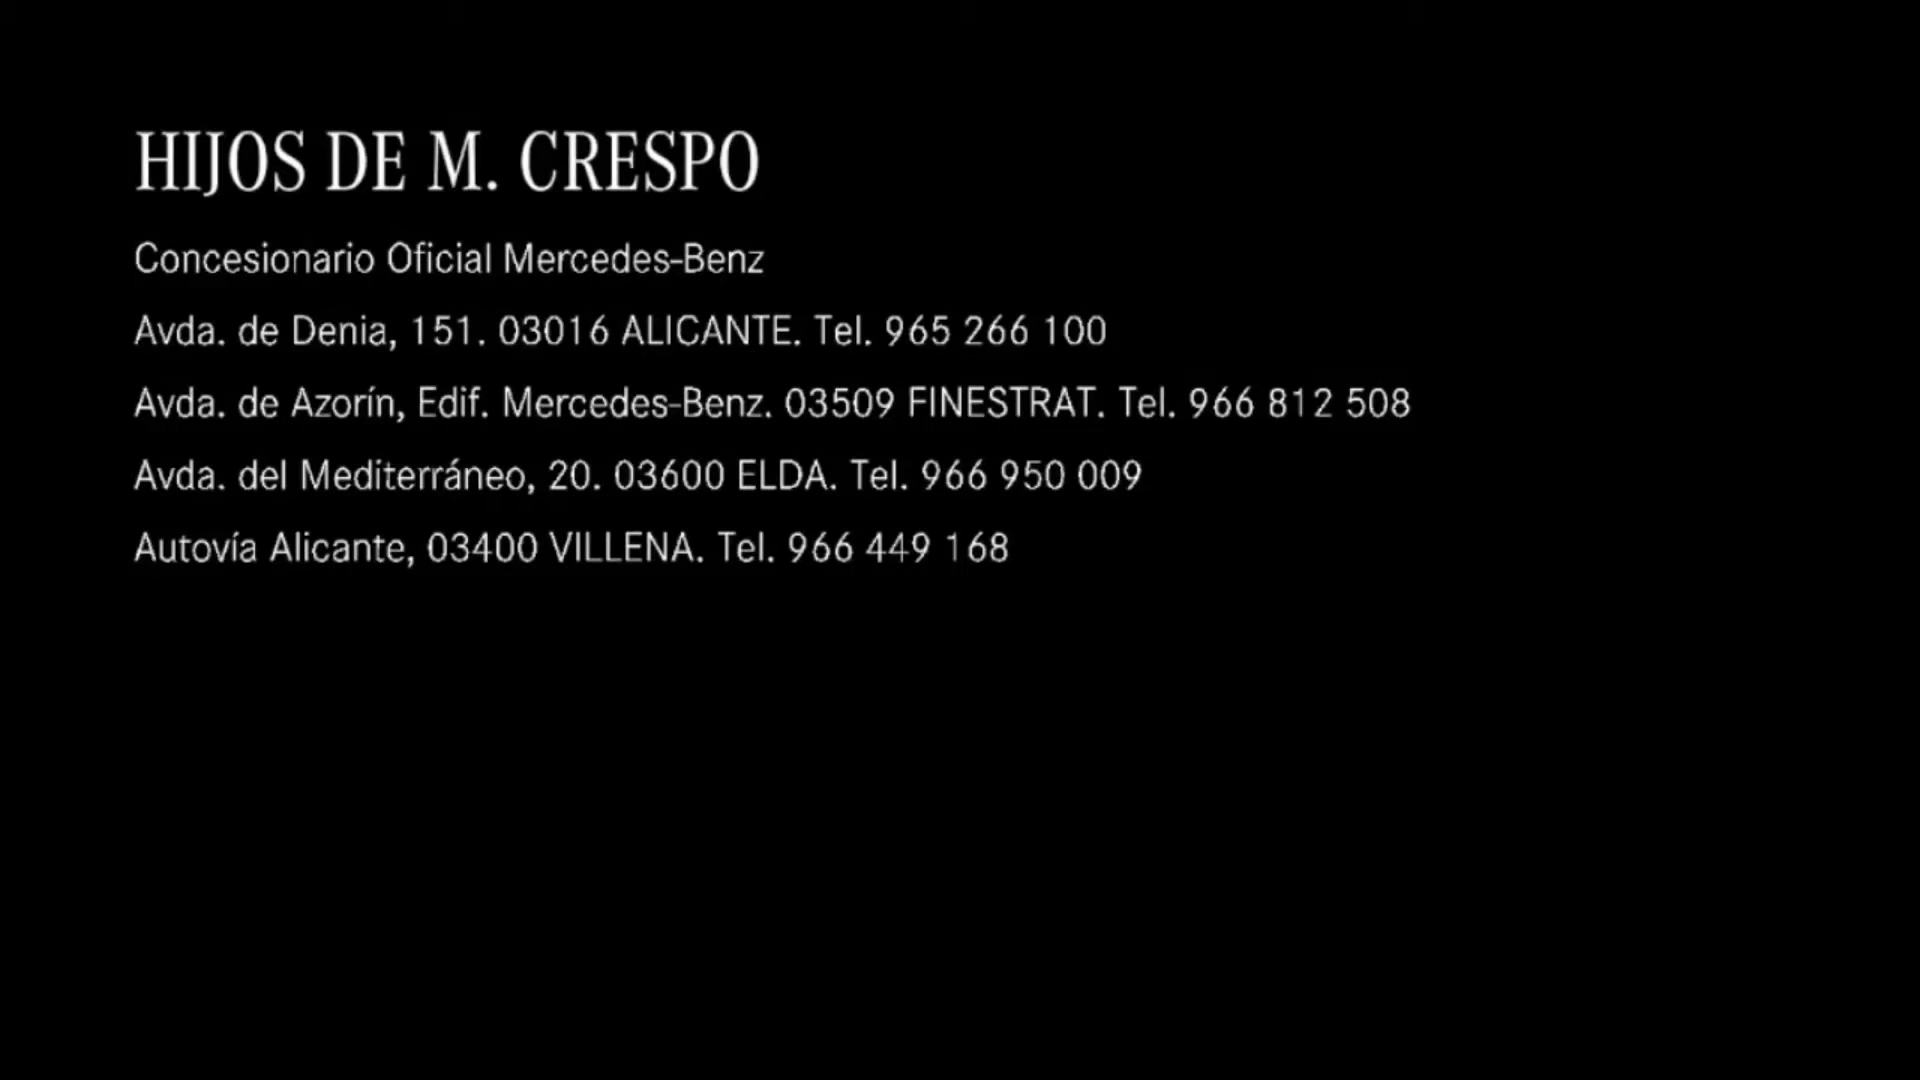 HIJOS DE M. CRESPO
Concesionario Oficial Mercedes-Benz
Avda. de Denia, 151. 03016 ALICANTE. Tel. 965 266 100
Avda. de Azorín, Edif. Mercedes-Benz. 03509 FINESTRAT. Tel. 966 812 508
Avda. del Mediterráneo, 20. 03600 ELDA. Tel. 966 950 009
Autovía Alicante, 03400 VILLENA. Tel. 966 449 168